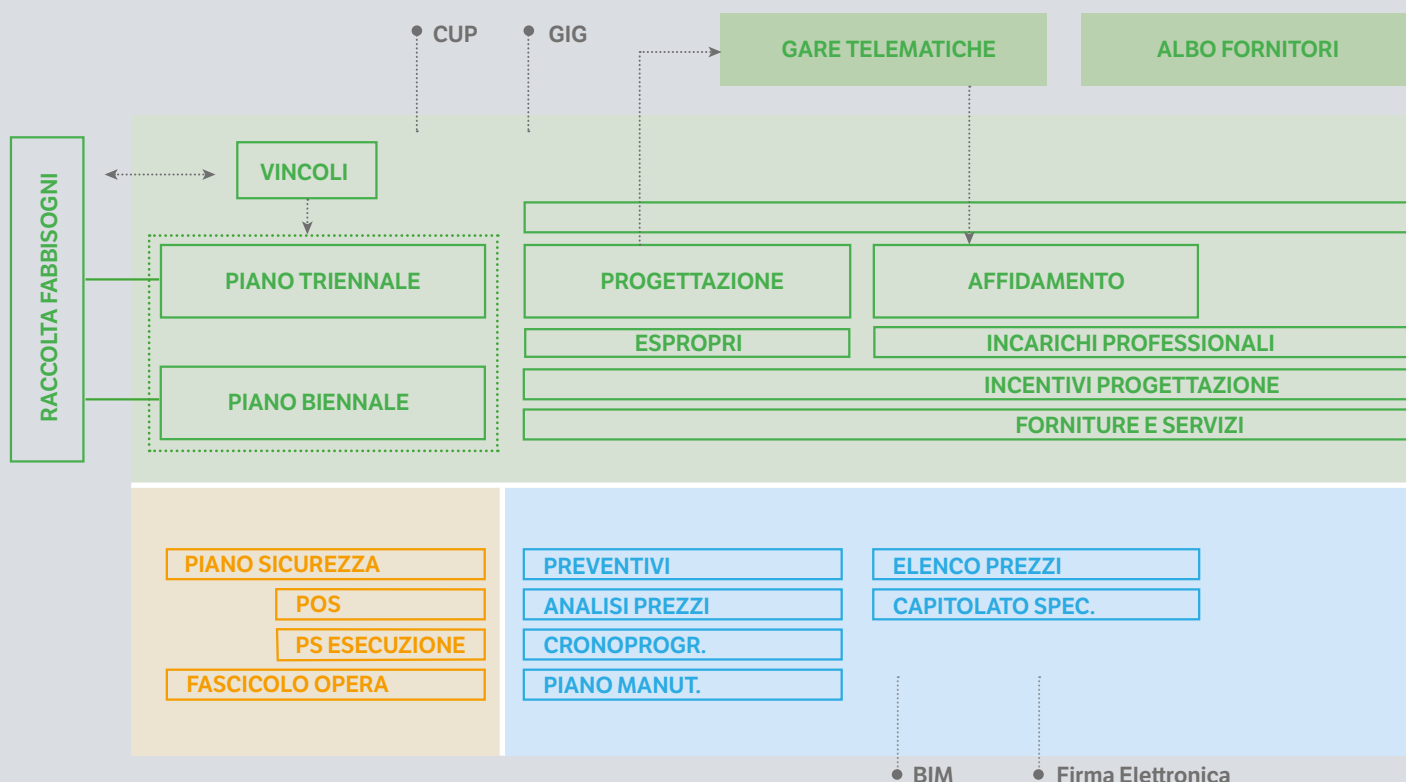 CUP
GIG
GARE TELEMATICHE
ALBO FORNITORI
RACCOLTA FABBISOGNI
VINCOLI
PIANO TRIENNALE
PROGETTAZIONE
AFFIDAMENTO
ESPROPRI
INCARICHI PROFESSIONALI
INCENTIVI PROGETTAZIONE
PIANO BIENNALE
FORNITURE E SERVIZI
PIANO SICUREZZA
POS
PS ESECUZIONE
FASCICOLO OPERA
PREVENTIVI
ANALISI PREZZI
CRONOPROGR.
PIANO MANUT.
ELENCO PREZZI
CAPITOLATO SPEC.
BIM
Firma Elettronica